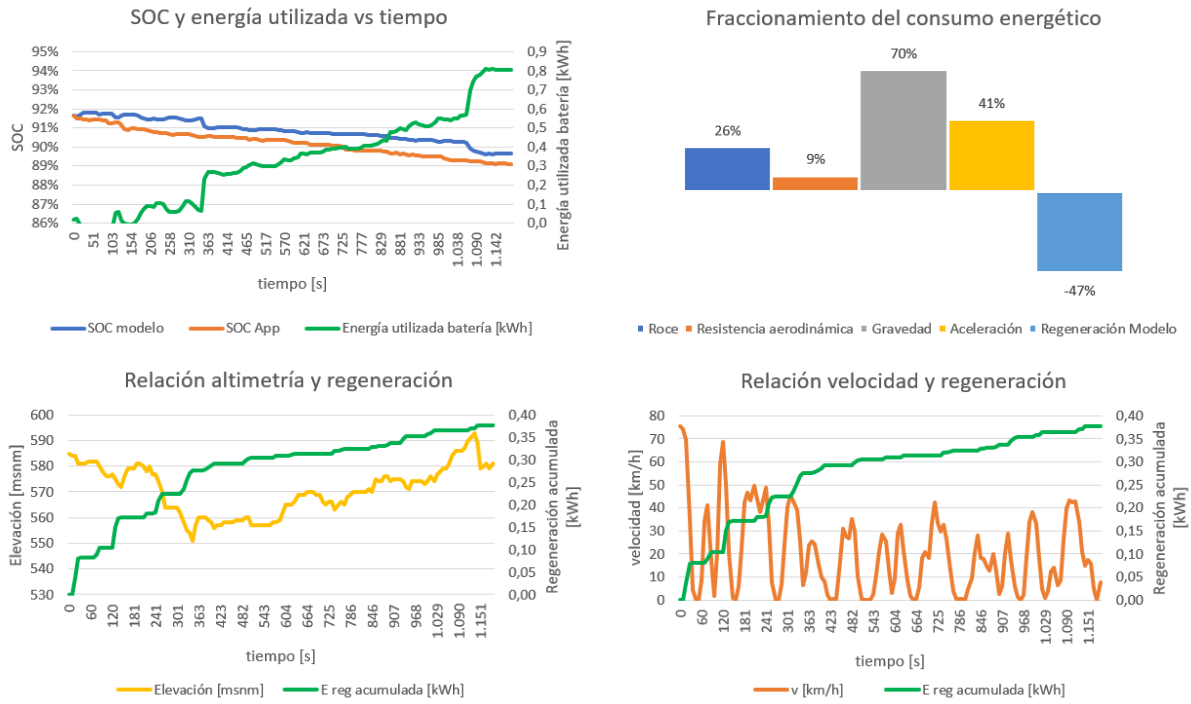 SOC y energía utilizada vs tiempo
95%
94%
93%
92%
91%
90%
89%
88%
87%
86%
SOC
0,9
0,8
0,7
0,6
0,5
0,4
0,3
0,2
0,1
0,0
Energía utilizada batería [kWh]
0 51 103 154 206 258 310 363 414 465 517 570 621 673 725 777 829 881 933 985 1.038 1.090 1.142
tiempo [s]
SOC modelo SOC App Energía utilizada batería [kWh]
Fraccionamiento del consumo energético
26%
9%
70%
41%
-47%
Roce Resistencia aerodinámica Gravedad Aceleración Regeneración Modelo
Relación altimetría y regeneración
600
590
580
570
560
550
540
530
Elevación [msnm]
0,40
0,35
0,30
0,25
0,20
0,15
0,10
0,05
0,00
Regeneración acumulada
[kWh]
0 60 120 181 241 301 363 423 482 543 604 664 725 786 846 907 968 1.029 1.090 1.151
tiempo [s]
Elevación [msnm] E reg acumulada [kWh]
Relación velocidad y regeneración
80
70
60
50
40
30
20
10
0
velocidad [km/h]
0,40
0,35
0,30
0,25
0,20
0,15
0,10
0,05
0,00
Regeneración acumulada
[kWh]
0 60 120 181 241 301 363 423 482 543 604 664 725 786 846 907 968 1.029 1.090 1.151
tiempo [s]
v [km/h] E reg acumulada [kWh]